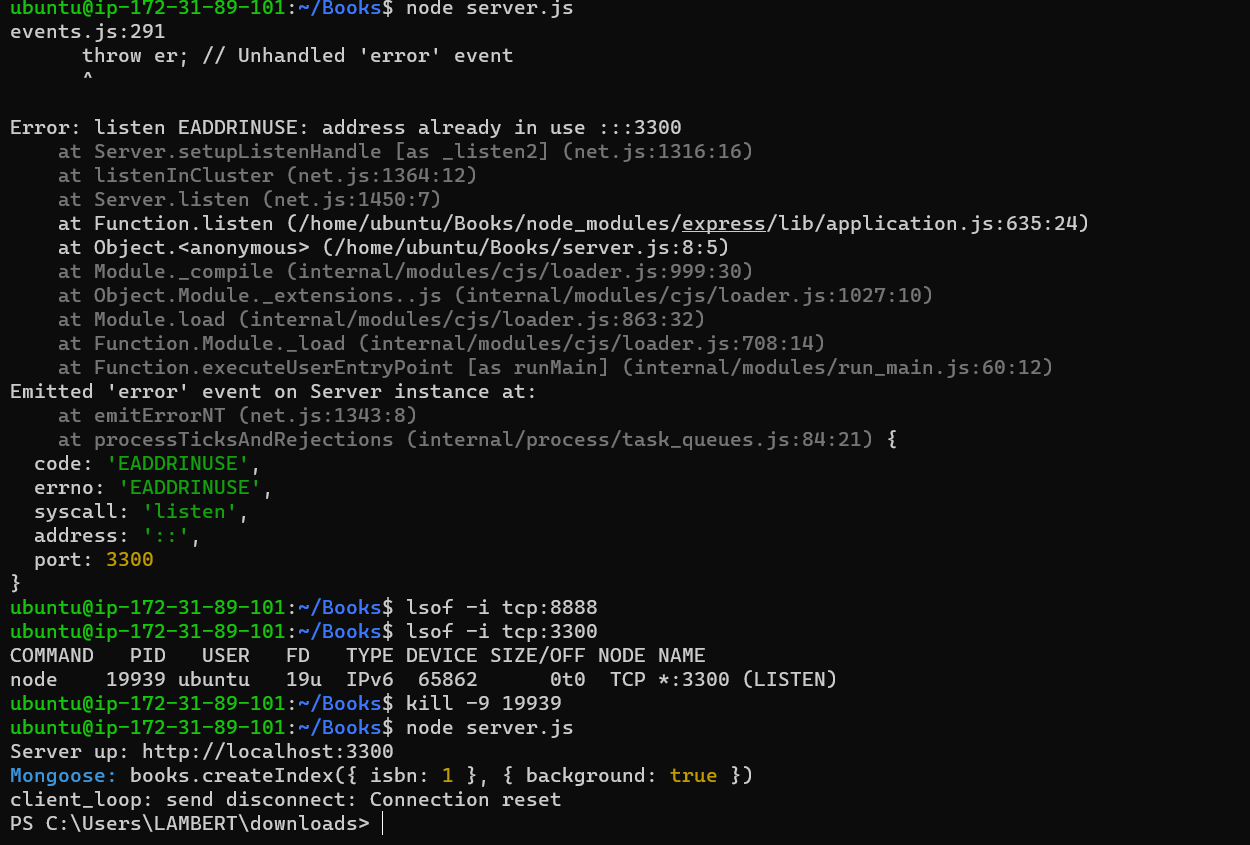 ubuntu@ip-172-31-89-101:~/Books$ node server.js
events.js:291
      throw er; // Unhandled 'error' event
      ^

Error: listen EADDRINUSE: address already in use :::3300
    at Server.setupListenHandle [as _listen2] (net.js:1316:16)
    at listenInCluster (net.js:1364:12)
    at Server.listen (net.js:1450:7)
    at Function.listen (/home/ubuntu/Books/node_modules/express/lib/application.js:635:24)
    at Object.<anonymous> (/home/ubuntu/Books/server.js:8:5)
    at Module._compile (internal/modules/cjs/loader.js:999:30)
    at Object.Module._extensions..js (internal/modules/cjs/loader.js:1027:10)
    at Module.load (internal/modules/cjs/loader.js:863:32)
    at Function.Module._load (internal/modules/cjs/loader.js:708:14)
    at Function.executeUserEntryPoint [as runMain] (internal/modules/run_main.js:60:12)
Emitted 'error' event on Server instance at:
    at emitErrorNT (net.js:1343:8)
    at processTicksAndRejections (internal/process/task_queues.js:84:21) {
  code: 'EADDRINUSE',
  errno: 'EADDRINUSE',
  syscall: 'listen',
  address: '::',
  port: 3300
}
ubuntu@ip-172-31-89-101:~/Books$ lsof -i tcp:8888
ubuntu@ip-172-31-89-101:~/Books$ lsof -i tcp:3300
COMMAND   PID   USER   FD   TYPE DEVICE SIZE/OFF NODE NAME
node    19939 ubuntu   19u  IPv6  65862      0t0  TCP *:3300 (LISTEN)
ubuntu@ip-172-31-89-101:~/Books$ kill -9 19939
ubuntu@ip-172-31-89-101:~/Books$ node server.js
Server up: http://localhost:3300
Mongoose: books.createIndex({ isbn: 1 }, { background: true })
client_loop: send disconnect: Connection reset
PS C:\Users\LAMBERT\downloads>